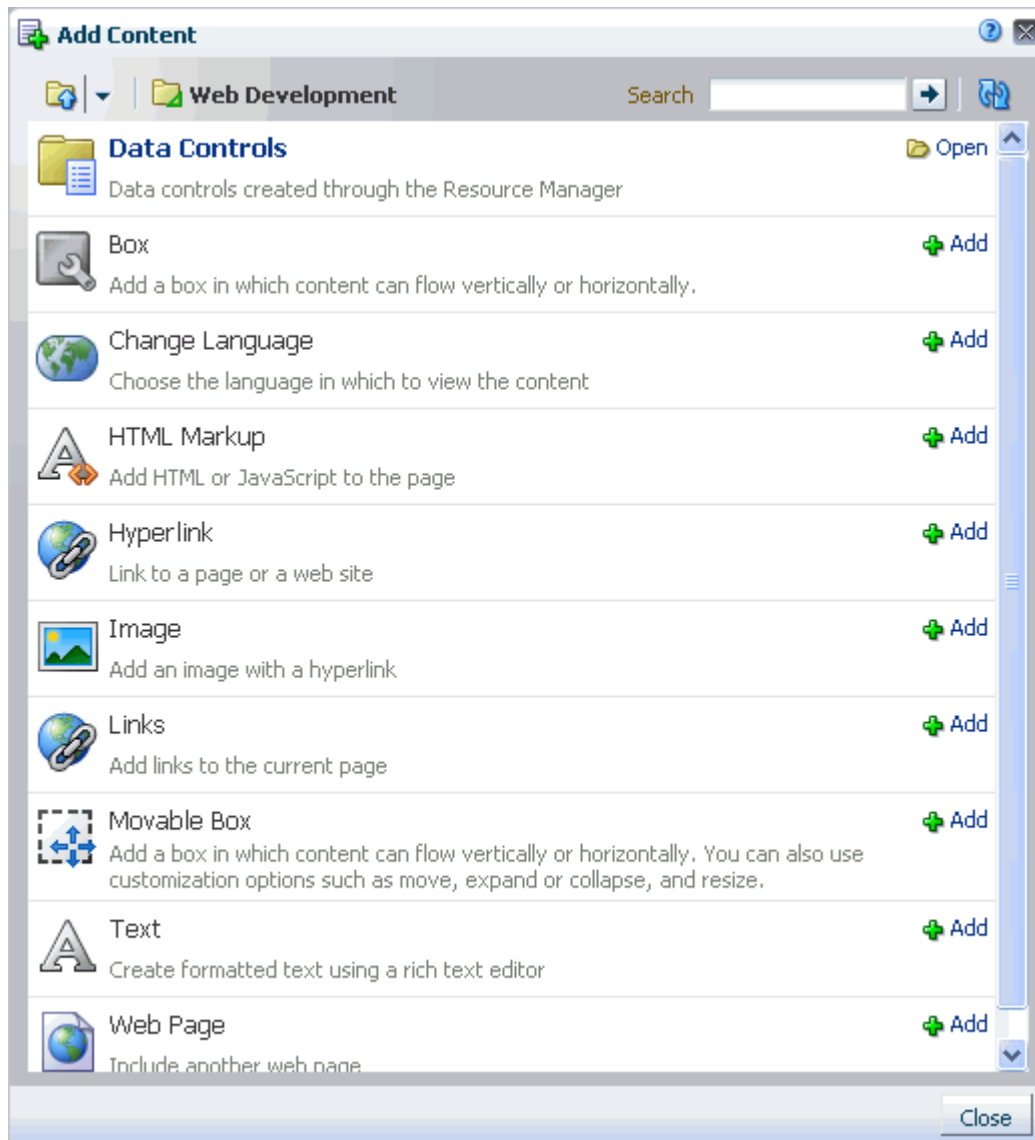 Add Content
Web Development
Search
Data Controls
Open
Data controls created through the Resource Manager
Box
Add
Add a box in which content can flow vertically or horizontally.
Change Language
Add
Choose the language in which to view the content
HTML Markup
Add
Add HTML or JavaScript to the page
Hyperlink
Add
Link to a page or a web site
Image
Add
Add an image with a hyperlink
Links
Add
Add links to the current page
Movable Box
Add
Add a box in which content can flow vertically or horizontally. You can also use
customization options such as move, expand or collapse, and resize.
Text
Add
Create formatted text using a rich text editor
Web Page
Add
Include another web page
Close